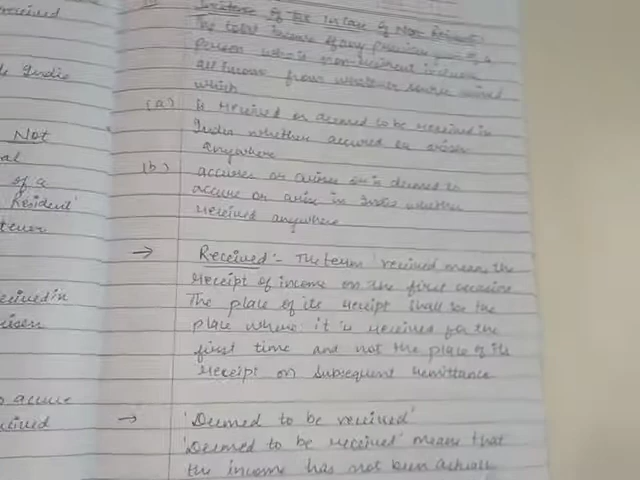 received
India
Not
al
of a
Resident
eceived in
accrue
Incidence of Tax in Case of Non Resident
The total income of any previous year of a
person who is non-resident includes
all income from whatever source derived
which
(a) Is received or deemed to be received in
India whether accrued or arisen
anywhere
(b) accrues or arises or is deemed to
accrue or arise in India whether
received anywhere
→ Received :- The term 'received means the
receipt of income on the first occasion
The place of its receipt shall be the
place where it is received for the
first time and not the place of its
receipt on subsequent remittance
→ 'Deemed to be received'
'Deemed to be received' means that
the income has not been actually